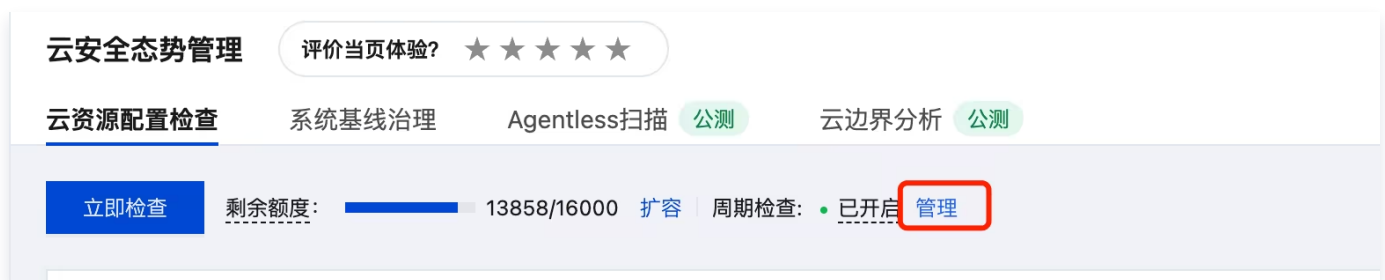 云安全态势管理 评价当页体验?
云资源配置检查 系统基线治理 Agentless扫描 公测 云边界分析 公测
立即检查 剩余额度: 13858/16000 扩容 周期检查: 已开启 管理